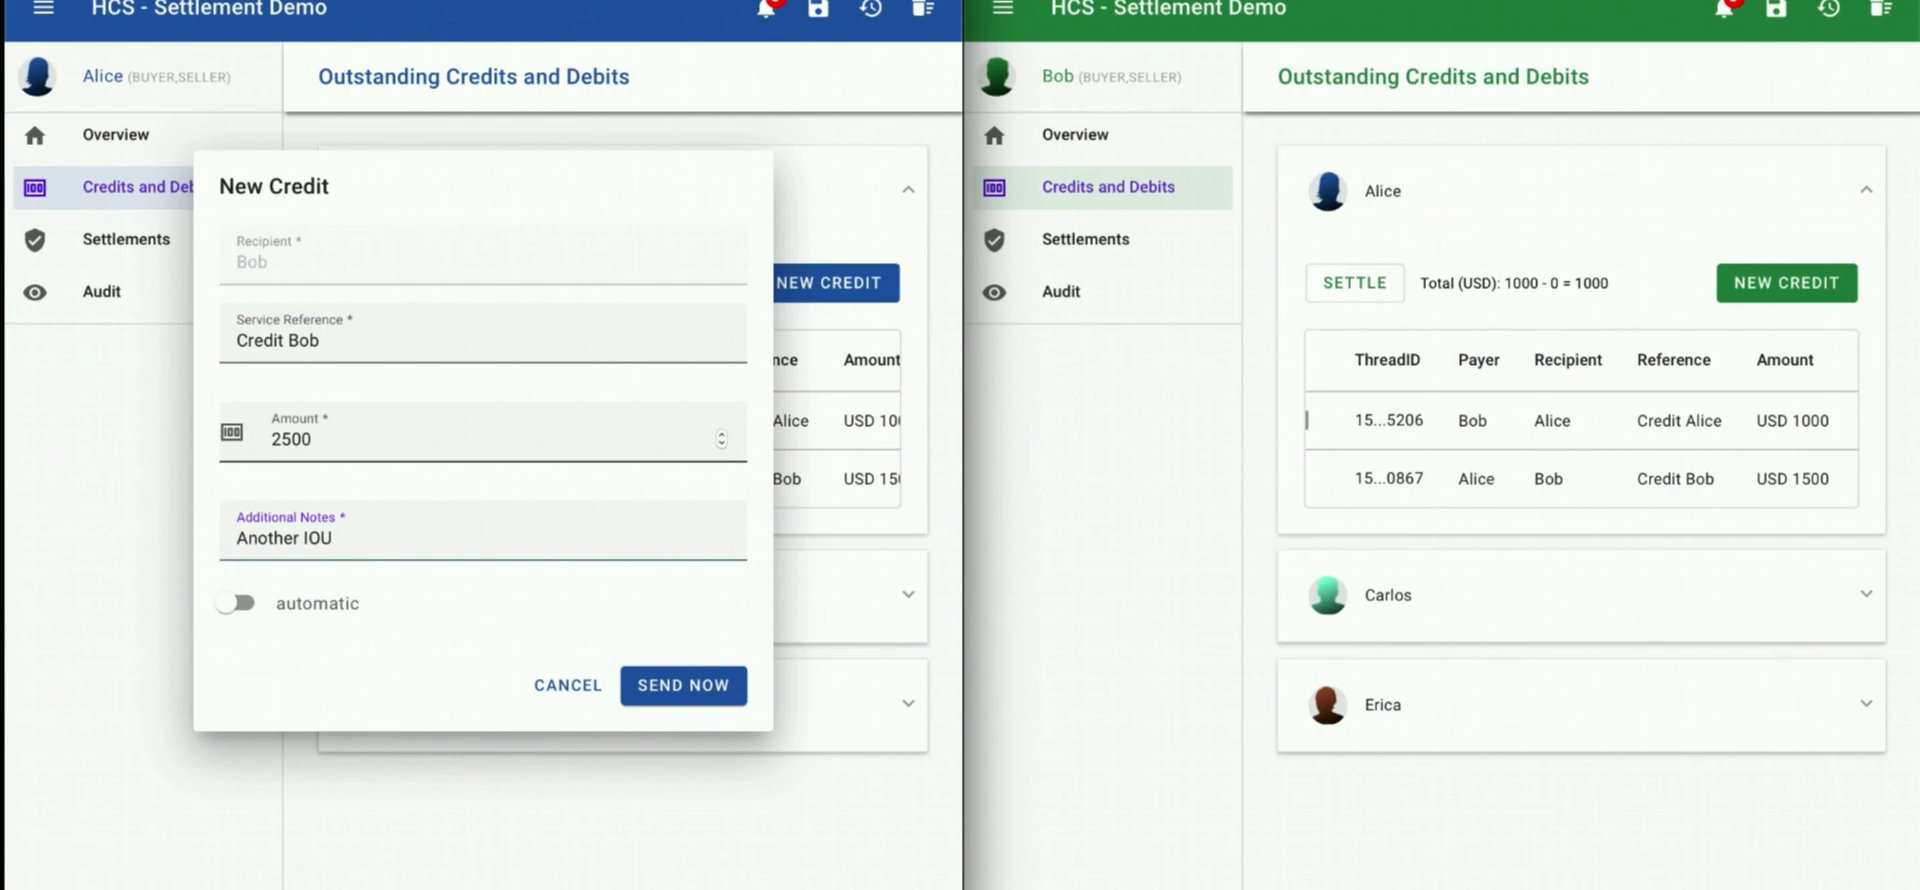 HCS - Settlement Demo
Alice (BUYER,SELLER)
Outstanding Credits and Debits
Overview
Credits and Deb
Settlements
Audit
New Credit
Recipient *
Bob
Service Reference *
Credit Bob
Amount *
2500
Additional Notes *
Another IOU
automatic
CANCEL
SEND NOW
NEW CREDIT
nce Amount
Alice USD 100
Bob USD 150
HCS - Settlement Demo
Bob (BUYER,SELLER)
Outstanding Credits and Debits
Overview
Credits and Debits
Settlements
Audit
Alice
SETTLE Total (USD): 1000 - 0 = 1000 NEW CREDIT
ThreadID Payer Recipient Reference Amount
15...5206 Bob Alice Credit Alice USD 1000
15...0867 Alice Bob Credit Bob USD 1500
Carlos
Erica